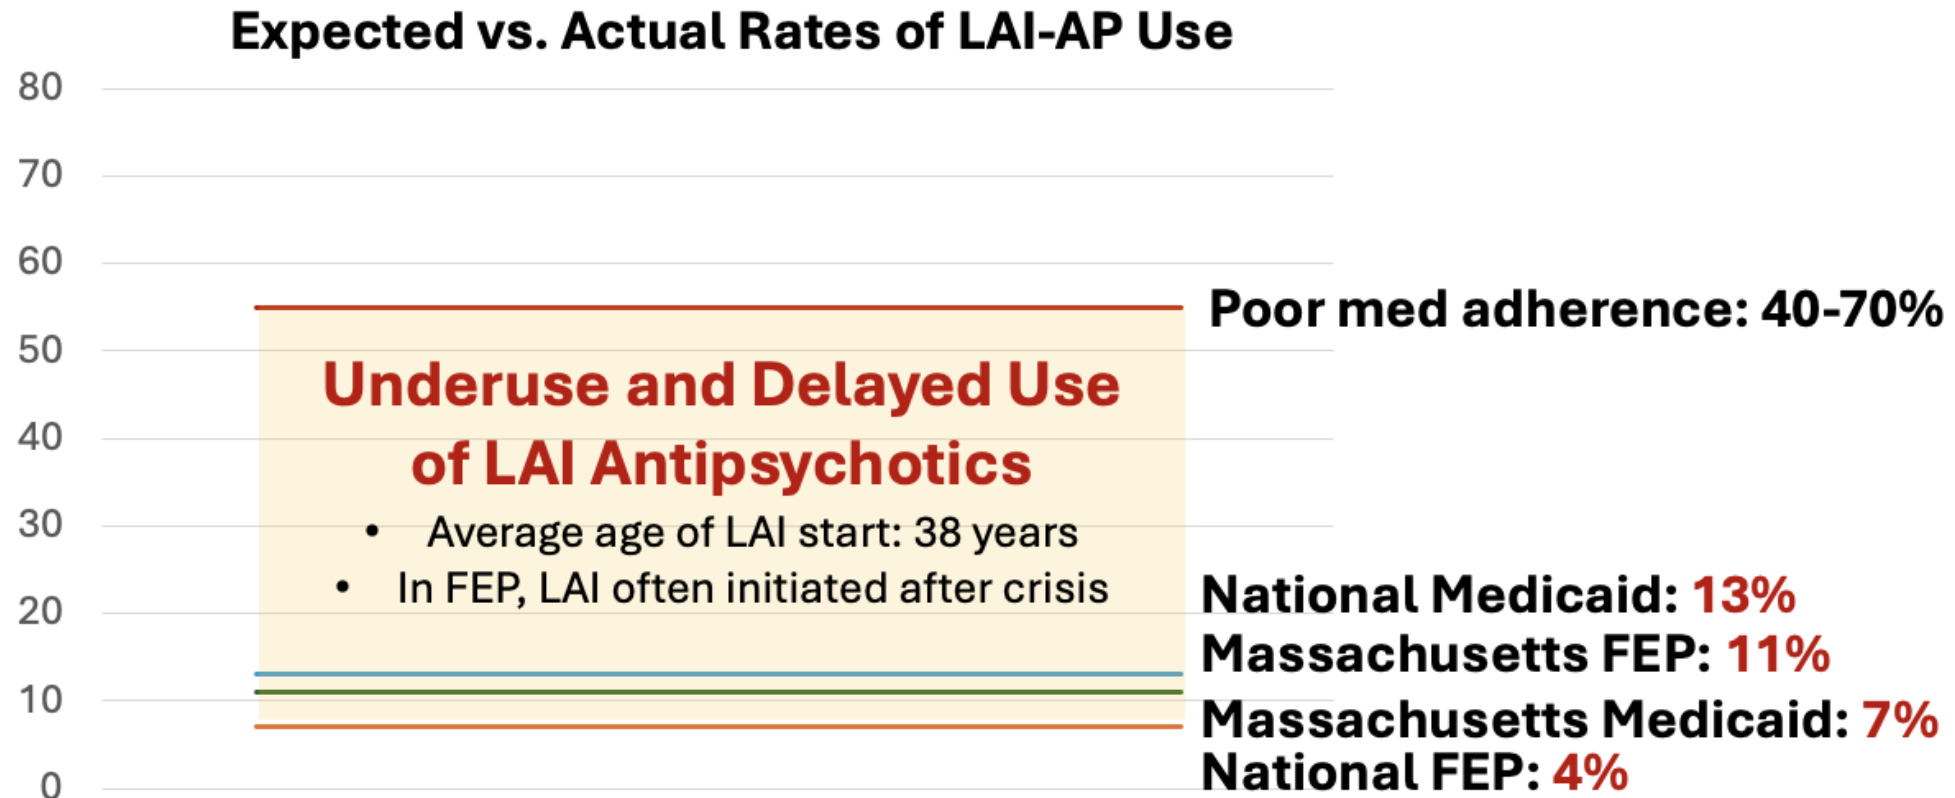 Expected vs. Actual Rates of LAI-AP Use
80
70
60
Poor med adherence: 40-70%
50
Underuse and Delayed Use
of LAI Antipsychotics
40
30
• Average age of LAI start: 38 years
• In FEP, LAI often initiated after crisis
20
National Medicaid: 13%
Massachusetts FEP: 11%
10
Massachusetts Medicaid: 7%
National FEP: 4%
0